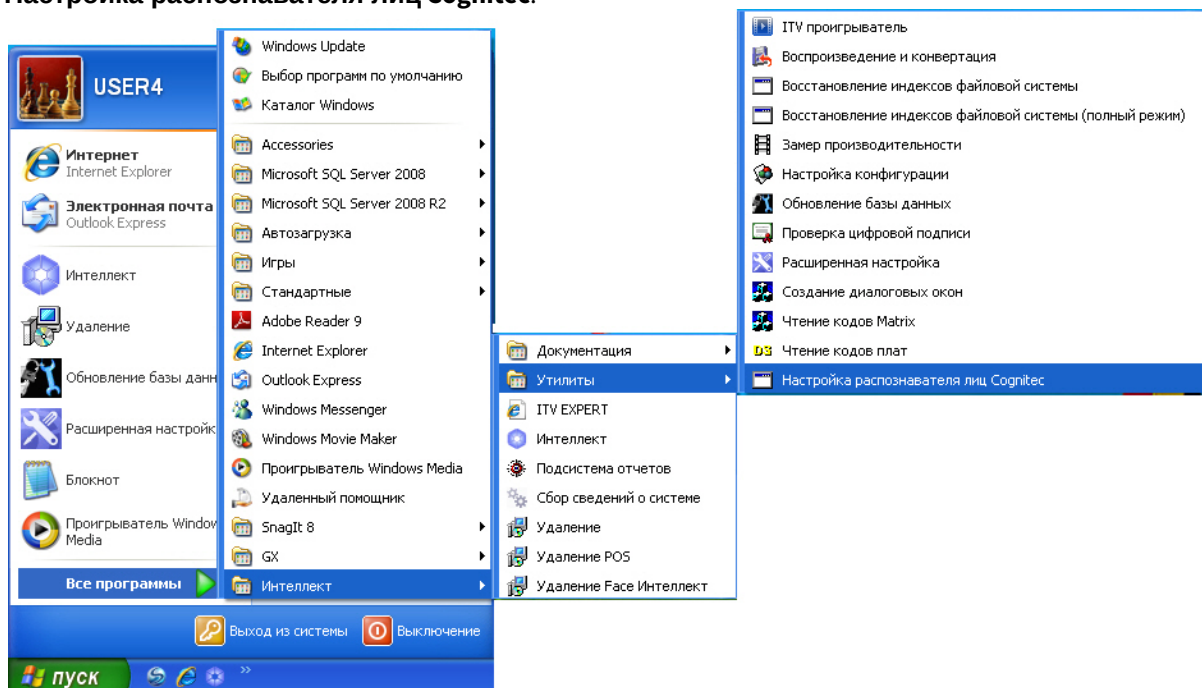 Настройка распознавателя лиц Cognitec.
USER4
Интернет
Internet Explorer
Электронная почта
Outlook Express
Интеллект
Удаление
Обновление базы данн
Расширенная настройк
Блокнот
Проигрыватель Window
Media
Все программы
Выход из системы
Выключение
пуск
Windows Update
Выбор программ по умолчанию
Каталог Windows
Accessories
Microsoft SQL Server 2008
Microsoft SQL Server 2008 R2
Автозагрузка
Игры
Стандартные
Adobe Reader 9
Internet Explorer
Outlook Express
Windows Messenger
Windows Movie Maker
Проигрыватель Windows Media
Удаленный помощник
SnagIt 8
GX
Интеллект
Документация
Утилиты
ITV EXPERT
Интеллект
Подсистема отчетов
Сбор сведений о системе
Удаление
Удаление POS
Удаление Face Интеллект
ITV проигрыватель
Воспроизведение и конвертация
Восстановление индексов файловой системы
Восстановление индексов файловой системы (полный режим)
Замер производительности
Настройка конфигурации
Обновление базы данных
Проверка цифровой подписи
Расширенная настройка
Создание диалоговых окон
Чтение кодов Matrix
DS Чтение кодов плат
Настройка распознавателя лиц Cognitec